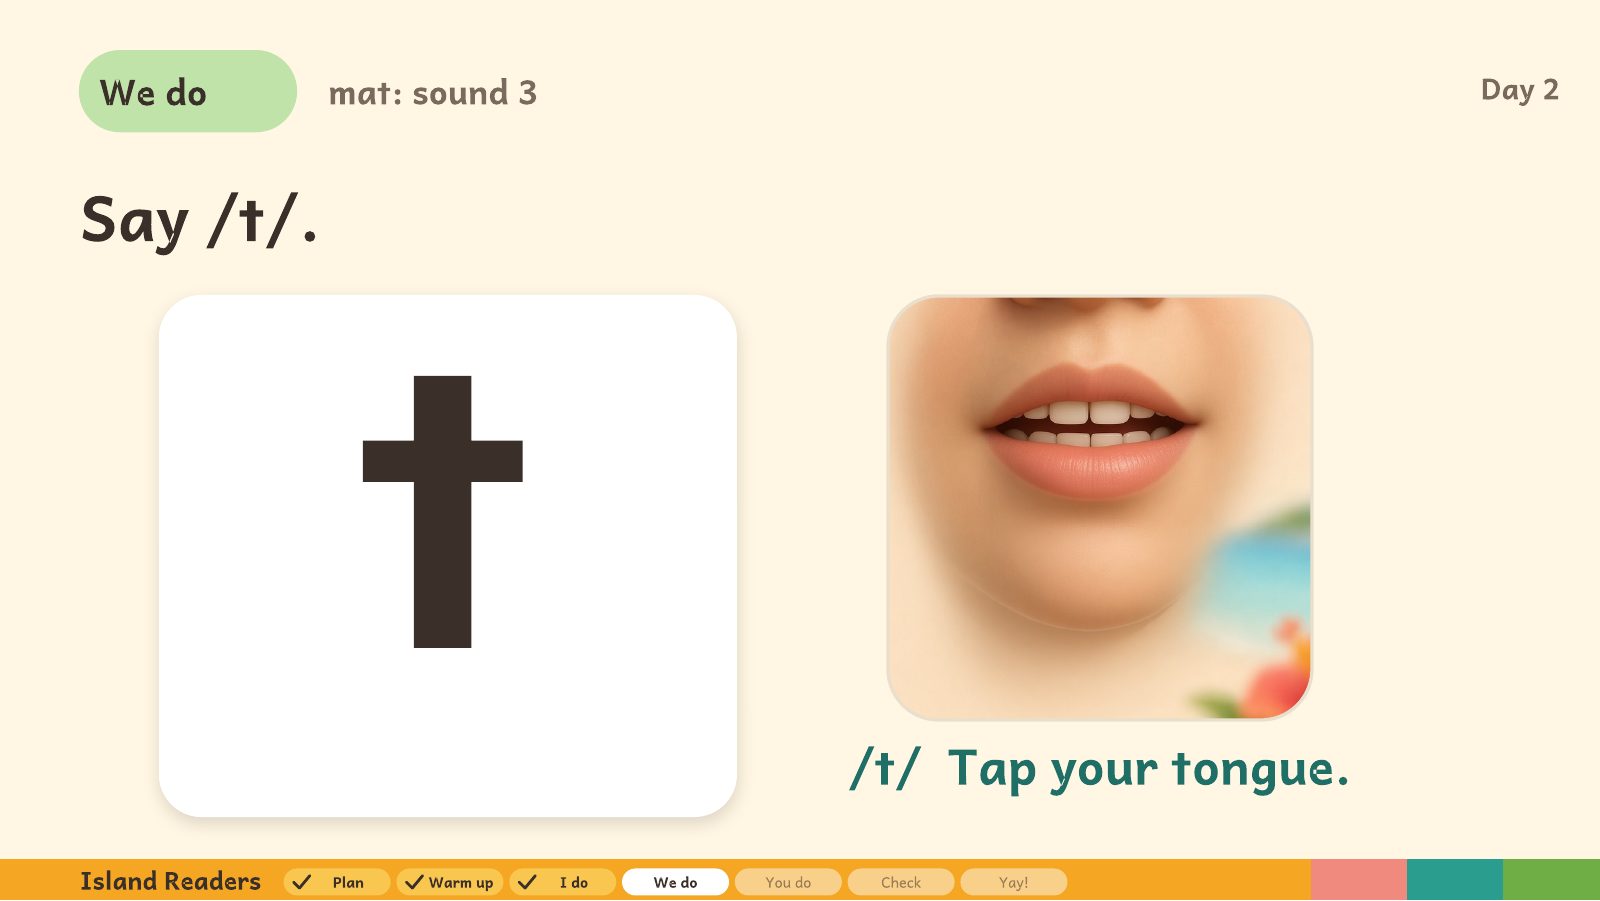 We do
mat: sound 3
Day 2
Say /t/.
t
/t/ Tap your tongue.
Island Readers
Plan
Warm up
I do
We do
You do
Check
Yay!